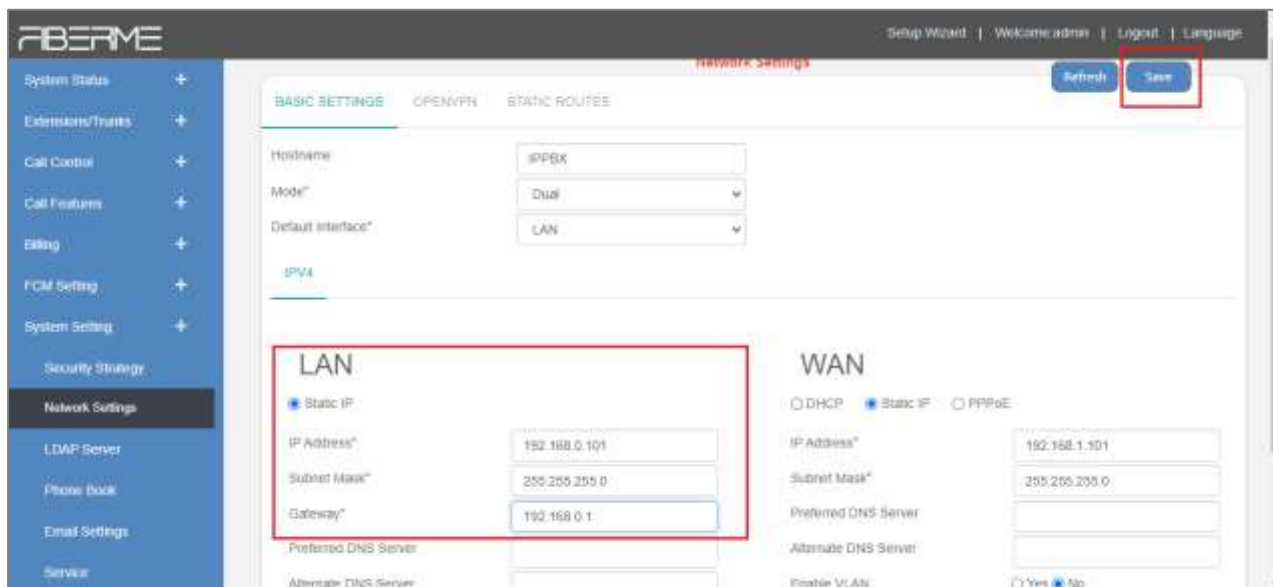 FIBERME
Setup Wizard | Welcome admin | Logout | Language
Network Settings
Refresh
Save
System Status +
Extensions/Trunks +
Call Control +
Call Features +
Billing +
FCM Setting +
System Setting +
Security Strategy
Network Settings
LDAP Server
Phone Book
Email Settings
Service
BASIC SETTINGS OPENVPN STATIC ROUTES
Hostname IPPBX
Mode* Dual
Default Interface* LAN
IPV4
LAN
Static IP
IP Address* 192.168.0.101
Subnet Mask* 255.255.255.0
Gateway* 192.168.0.1
Preferred DNS Server
Alternate DNS Server
WAN
DHCP Static IP PPPoE
IP Address* 192.168.1.101
Subnet Mask* 255.255.255.0
Preferred DNS Server
Alternate DNS Server
Enable VLAN Yes No